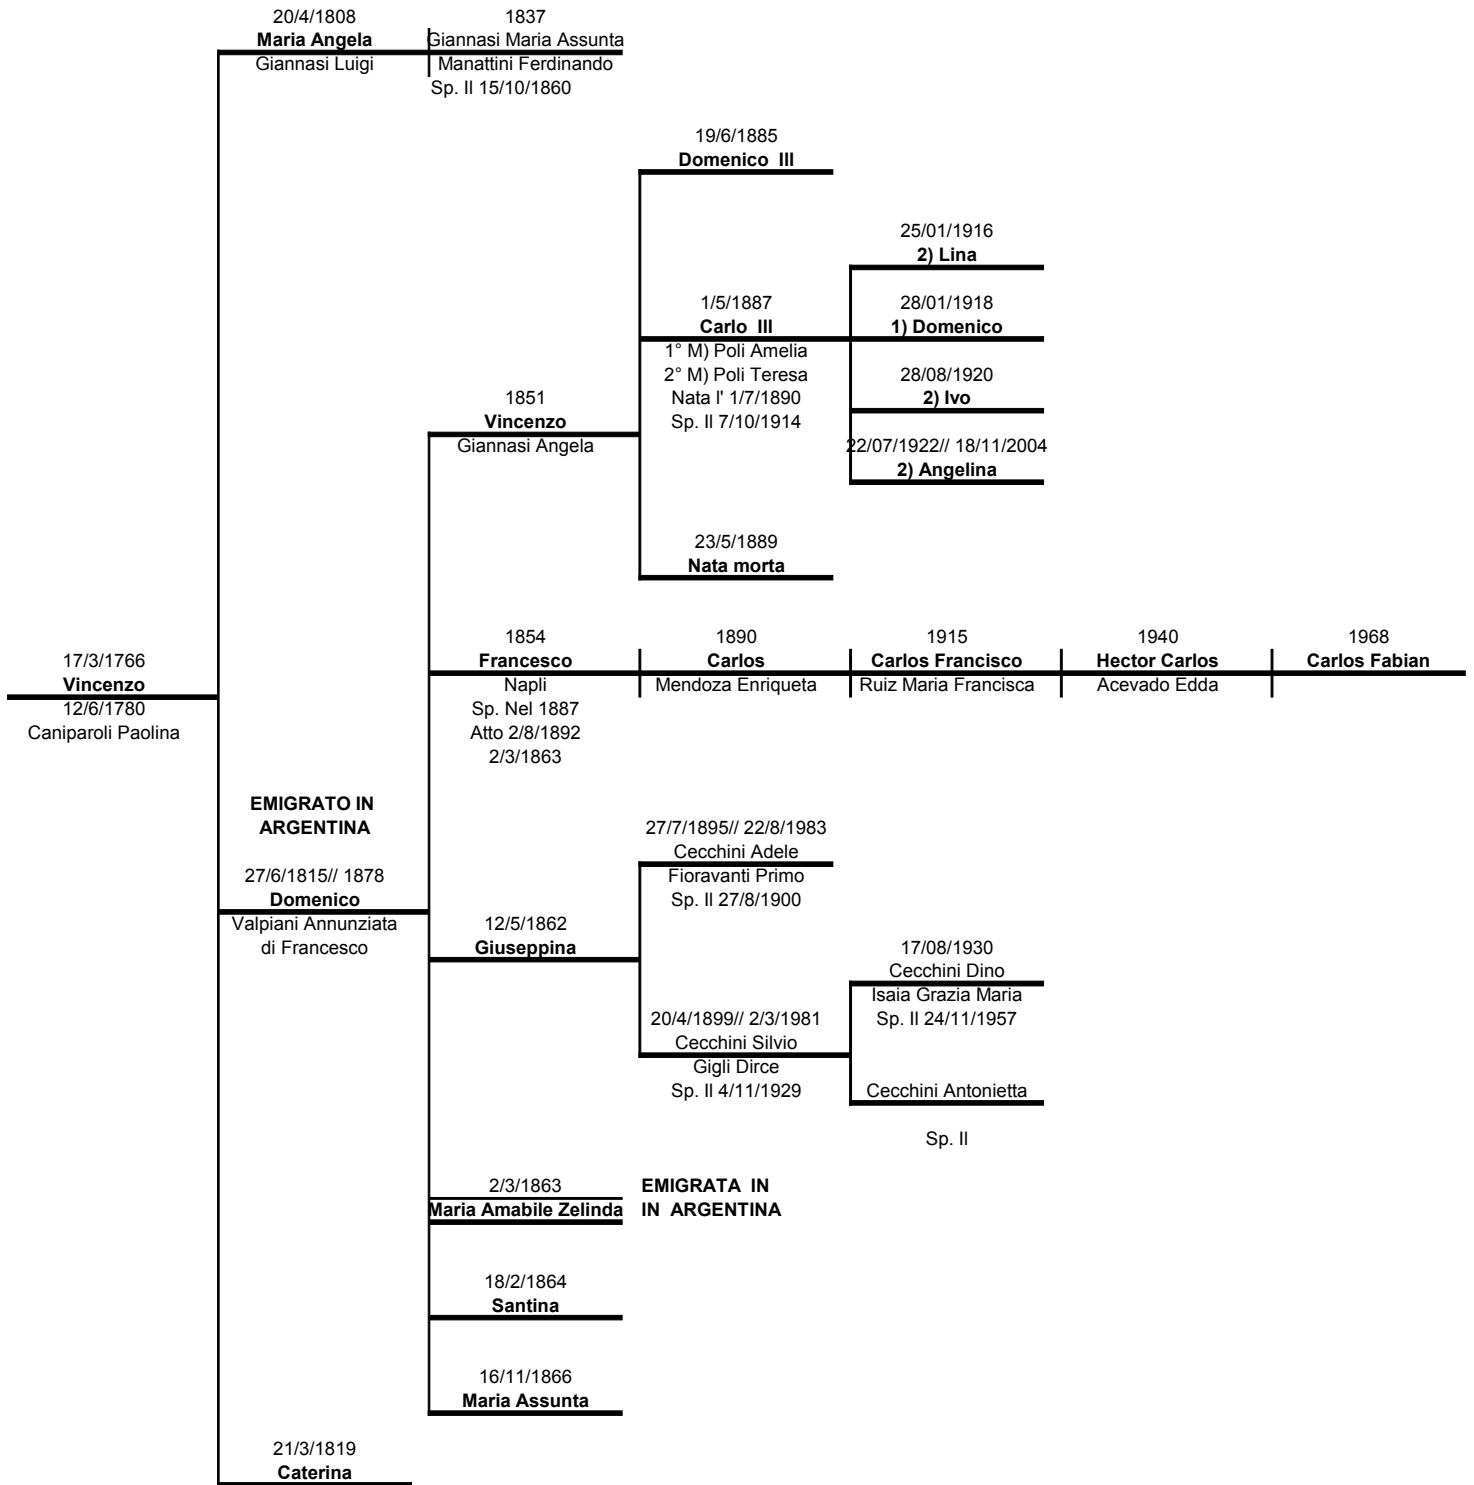 20/4/1808
Maria Angela
Giannasi Luigi
1837
Giannasi Maria Assunta
Manattini Ferdinando
Sp. Il 15/10/1860
19/6/1885
Domenico III
25/01/1916
2) Lina
1/5/1887
Carlo III
1° M) Poli Amelia
2° M) Poli Teresa
Nata l' 1/7/1890
Sp. Il 7/10/1914
28/01/1918
1) Domenico
28/08/1920
2) Ivo
22/07/1922// 18/11/2004
2) Angelina
1851
Vincenzo
Giannasi Angela
23/5/1889
Nata morta
17/3/1766
Vincenzo
12/6/1780
Caniparoli Paolina
1854
Francesco
Napli
Sp. Nel 1887
Atto 2/8/1892
2/3/1863
1890
Carlos
Mendoza Enriqueta
1915
Carlos Francisco
Ruiz Maria Francisca
1940
Hector Carlos
Acevado Edda
1968
Carlos Fabian
EMIGRATO IN
ARGENTINA
27/6/1815// 1878
Domenico
Valpiani Annunziata
di Francesco
27/7/1895// 22/8/1983
Cecchini Adele
Fioravanti Primo
Sp. Il 27/8/1900
12/5/1862
Giuseppina
17/08/1930
Cecchini Dino
Isaia Grazia Maria
Sp. Il 24/11/1957
20/4/1899// 2/3/1981
Cecchini Silvio
Gigli Dirce
Sp. Il 4/11/1929
Cecchini Antonietta
Sp. Il
2/3/1863
Maria Amabile Zelinda
EMIGRATA IN
IN ARGENTINA
18/2/1864
Santina
16/11/1866
Maria Assunta
21/3/1819
Caterina